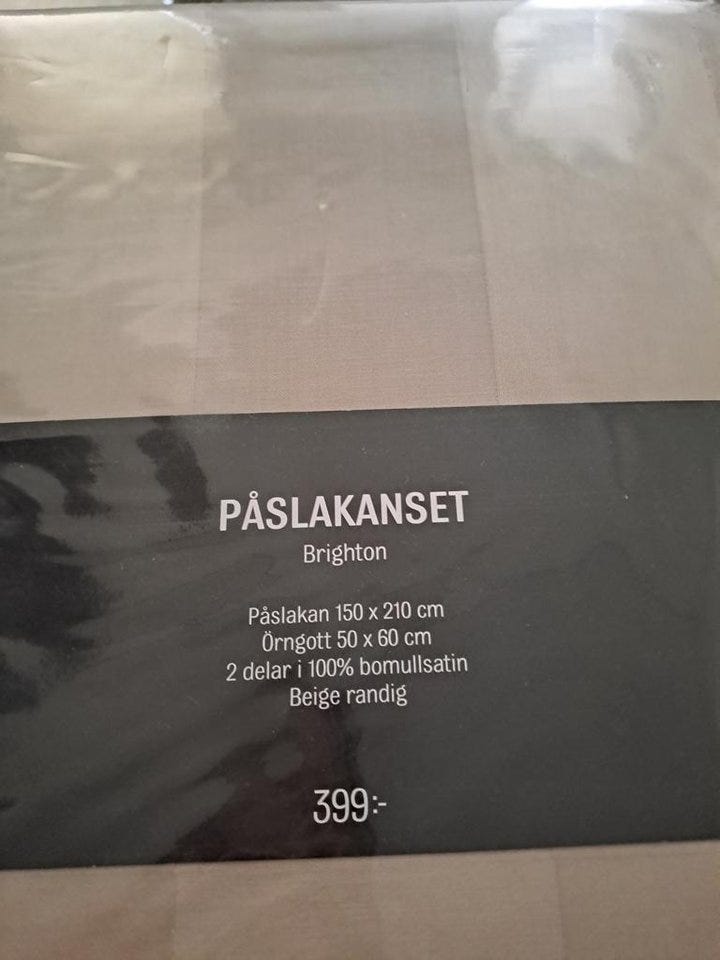 PÅSLAKANSET
Brighton
Påslakan 150 x 210 cm
Örngott 50 x 60 cm
2 delar i 100% bomullsatin
Beige randig
399:-